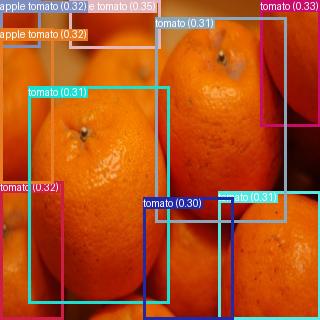 apple tomato (0.32)
e tomato (0.35)
tomato (0.33)
tomato (0.31)
apple tomato (0.32)
tomato (0.31)
tomato (0.32)
tomato (0.31)
tomato (0.30)